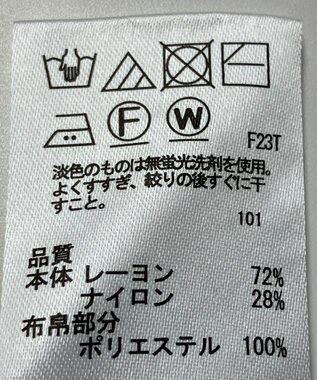 F W F23T
淡色のものは無蛍光洗剤を使用。
よくすすぎ、絞りの後すぐに干
すこと。
101
品質
本体 レーヨン 72%
ナイロン 28%
布帛部分
ポリエステル 100%